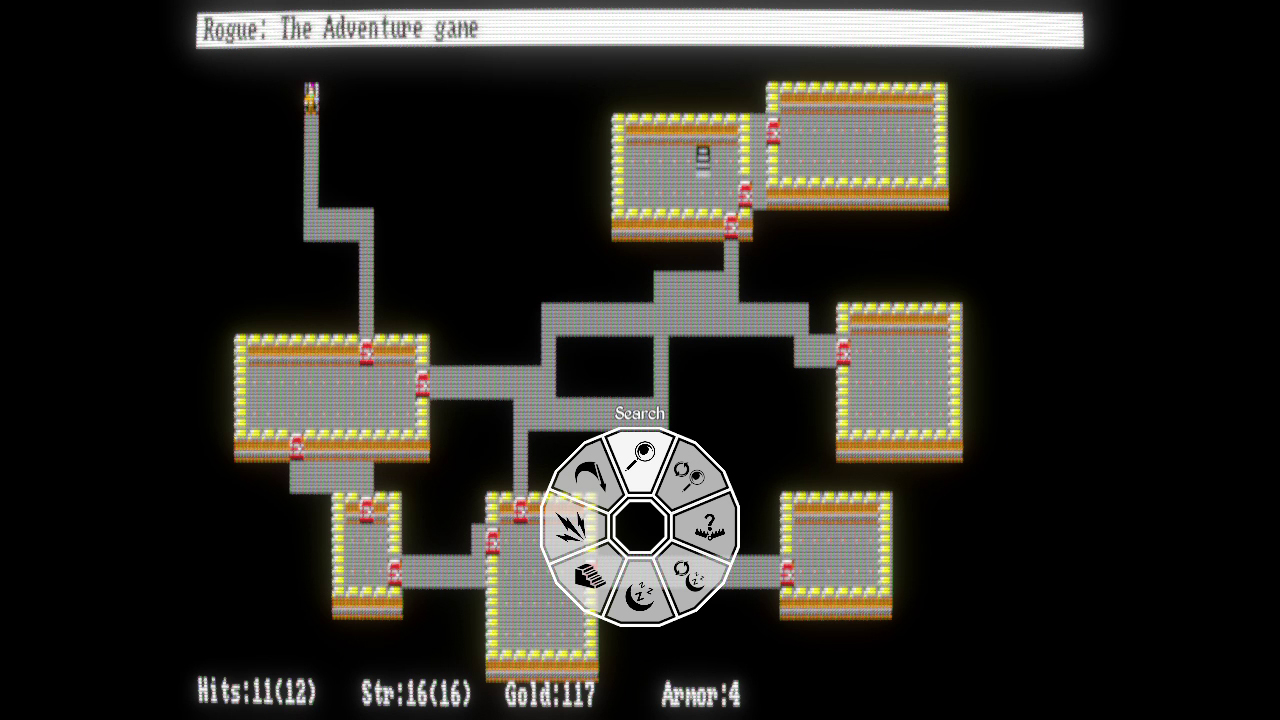 Rogue: The Adventure game
Search
Hits:11(12) Str:16(16) Gold:117 Armor:4